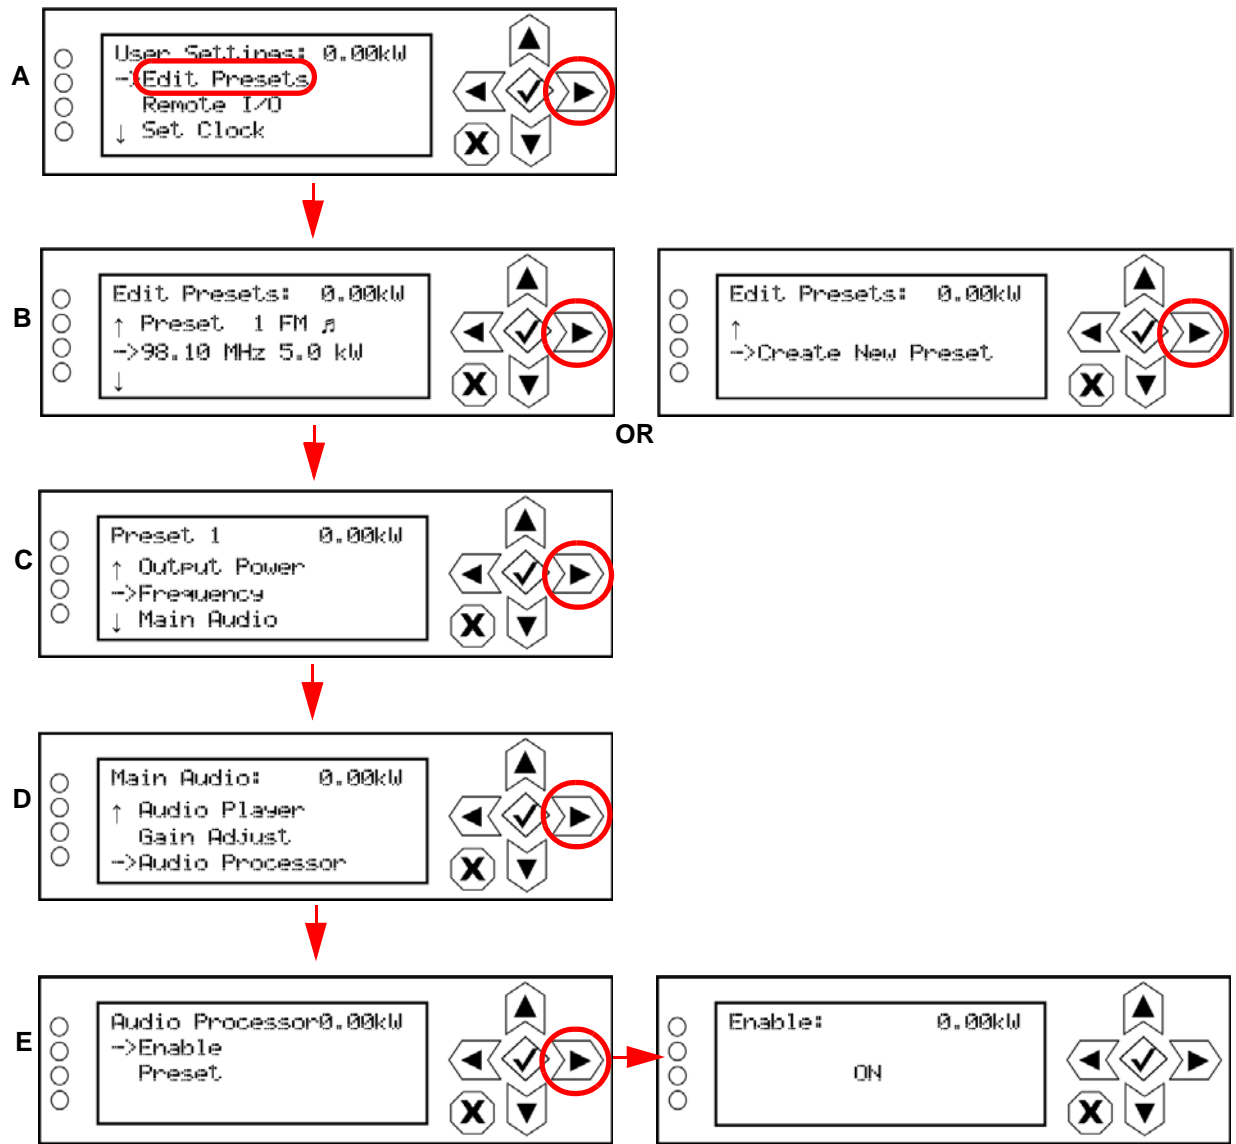 A
User Settings: 0.00kW
->Edit Presets
Remote I/O
↓ Set Clock
X
B
Edit Presets: 0.00kW
↑ Preset 1 FM ♬
->98.10 MHz 5.0 kW
↓
X
OR
Edit Presets: 0.00kW
↑
->Create New Preset
X
C
Preset 1 0.00kW
↑ Output Power
->Frequency
↓ Main Audio
X
D
Main Audio: 0.00kW
↑ Audio Player
Gain Adjust
->Audio Processor
X
E
Audio Processor0.00kW
->Enable
Preset
X
Enable: 0.00kW
ON
X